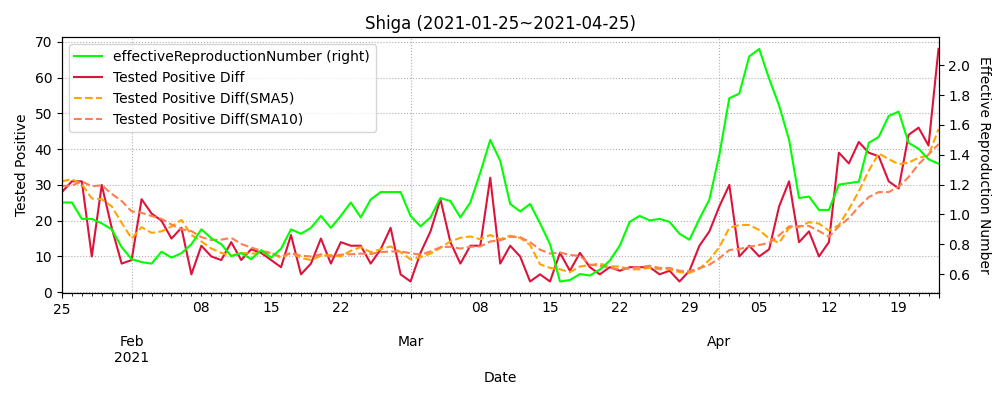 Shiga (2021-01-25~2021-04-25)
effectiveReproductionNumber (right)
Tested Positive Diff
Tested Positive Diff(SMA5)
Tested Positive Diff(SMA10)
Tested Positive
70
60
50
40
30
20
10
0
Effective Reproduction Number
2.0
1.8
1.6
1.4
1.2
1.0
0.8
0.6
25 08 15 22 08 15 22 29 05 12 19
Feb Mar Apr
2021
Date